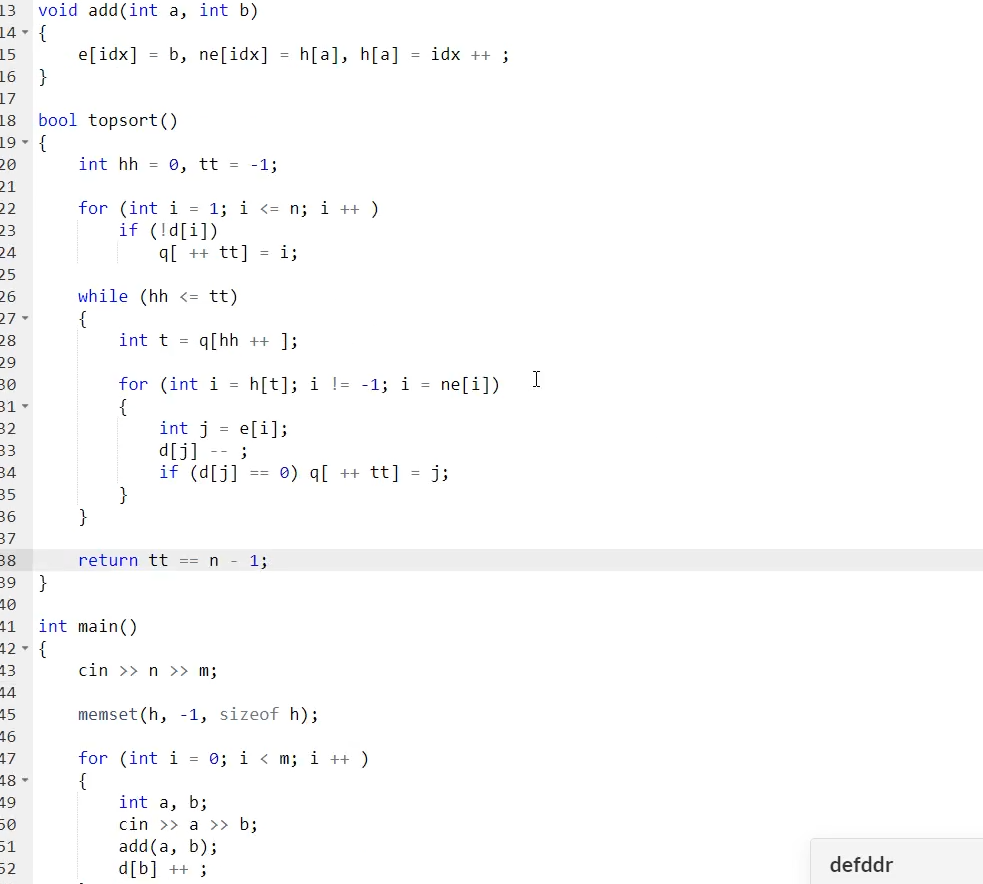 13 void add(int a, int b)
14 {
15 e[idx] = b, ne[idx] = h[a], h[a] = idx ++ ;
16 }
17
18 bool topsort()
19 {
20 int hh = 0, tt = -1;
21
22 for (int i = 1; i <= n; i ++ )
23 if (!d[i])
24 q[ ++ tt] = i;
25
26 while (hh <= tt)
27 {
28 int t = q[hh ++ ];
29
30 for (int i = h[t]; i != -1; i = ne[i])
31 {
32 int j = e[i];
33 d[j] -- ;
34 if (d[j] == 0) q[ ++ tt] = j;
35 }
36 }
37
38 return tt == n - 1;
39 }
40
41 int main()
42 {
43 cin >> n >> m;
44
45 memset(h, -1, sizeof h);
46
47 for (int i = 0; i < m; i ++ )
48 {
49 int a, b;
50 cin >> a >> b;
51 add(a, b);
52 d[b] ++ ;
defddr